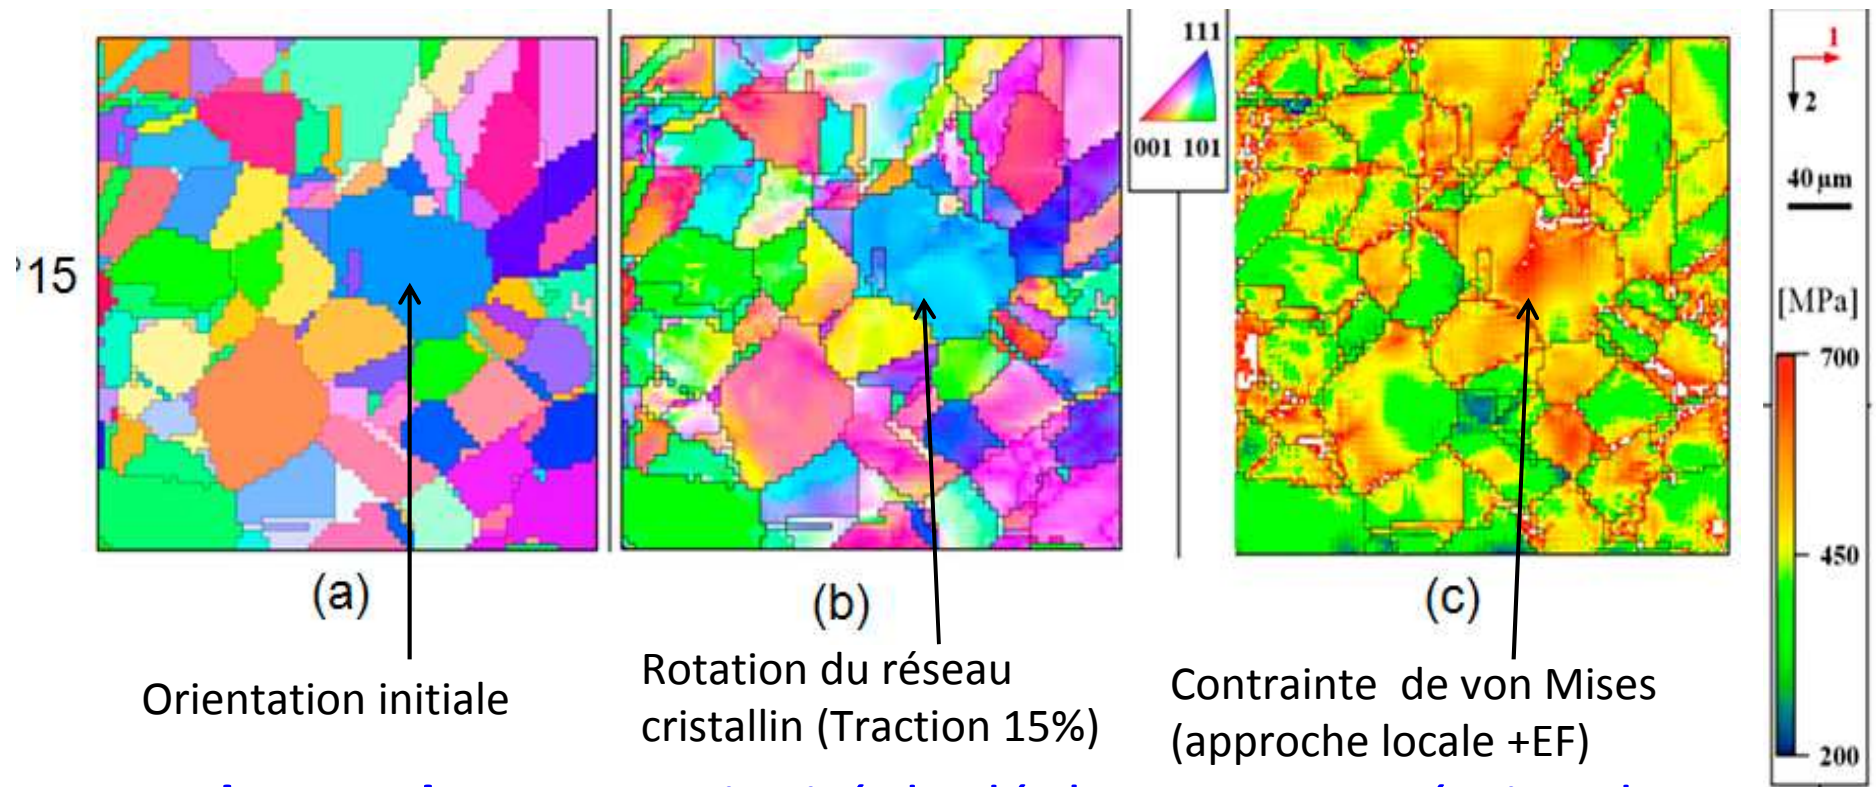 111
001 101
1
2
40 µm
°15
[MPa]
700
450
200
(a)
(b)
(c)
Orientation initiale
Rotation du réseau
cristallin (Traction 15%)
Contrainte de von Mises
(approche locale +EF)